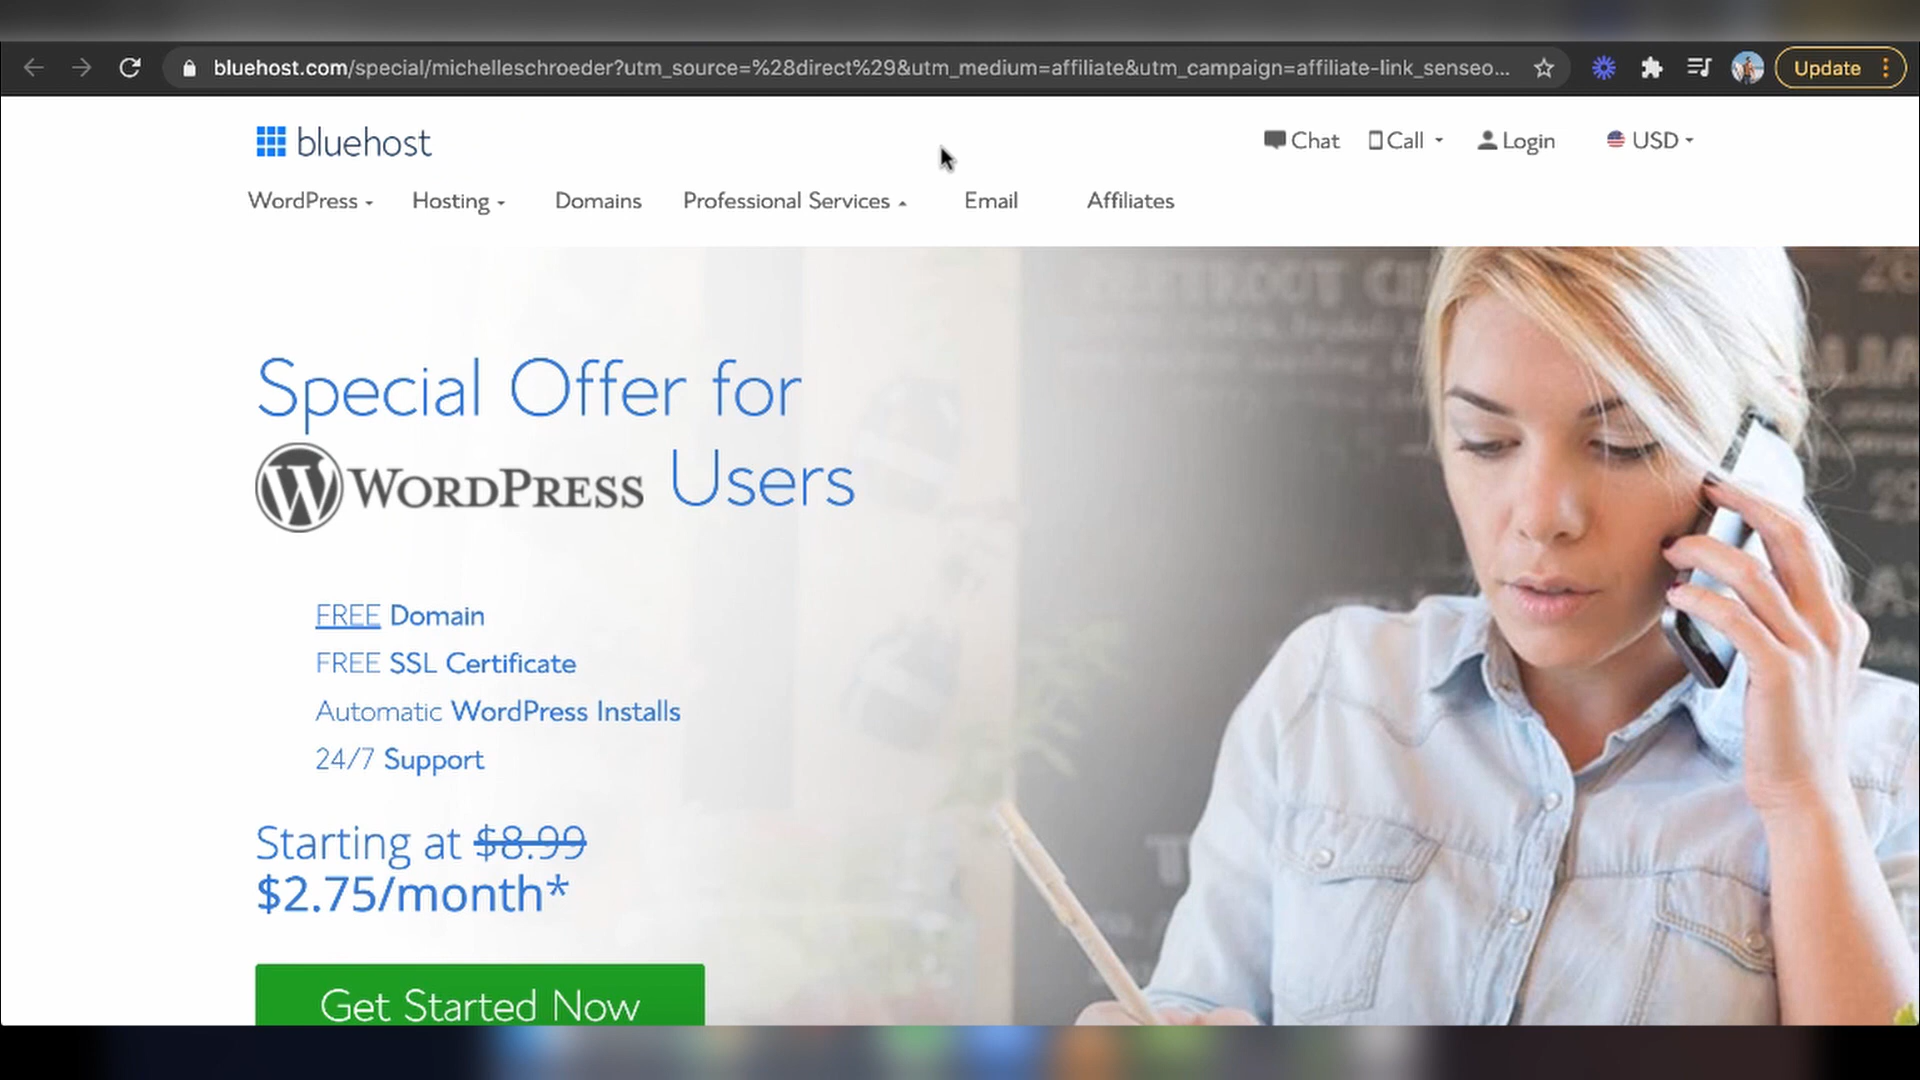 bluehost.com/special/michelleschroeder?utm_source=%28direct%29&utm_medium=affiliate&utm_campaign=affiliate-link_senseo...
Update
bluehost
Chat
Call
Login
USD
WordPress
Hosting
Domains
Professional Services
Email
Affiliates
Special Offer for
WORDPRESS Users
FREE Domain
FREE SSL Certificate
Automatic WordPress Installs
24/7 Support
Starting at $8.99
$2.75/month*
Get Started Now